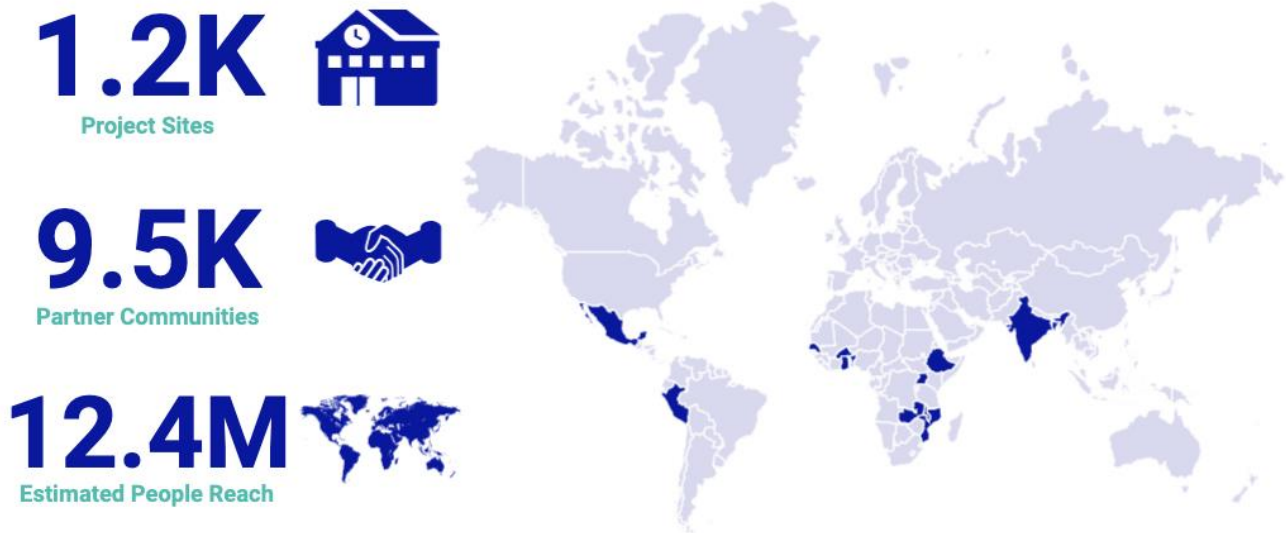 1.2K
Project Sites
9.5K
Partner Communities
12.4M
Estimated People Reach